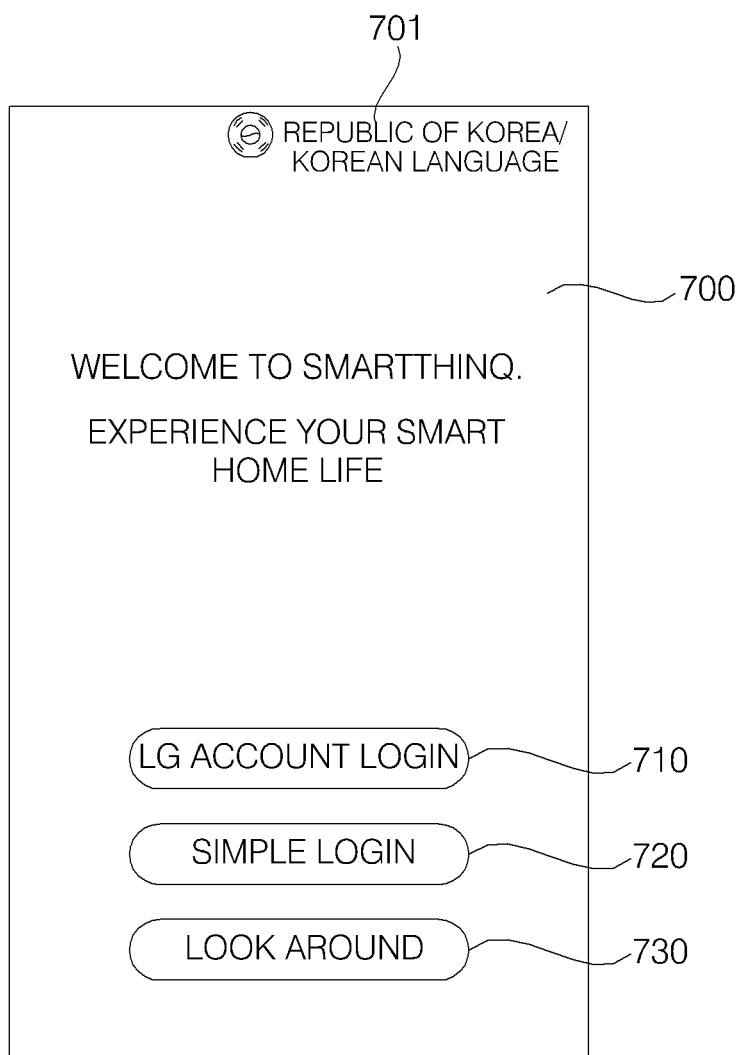 701
REPUBLIC OF KOREA/
KOREAN LANGUAGE
700
WELCOME TO SMARTTHINQ.
EXPERIENCE YOUR SMART
HOME LIFE
LG ACCOUNT LOGIN
710
SIMPLE LOGIN
720
LOOK AROUND
730